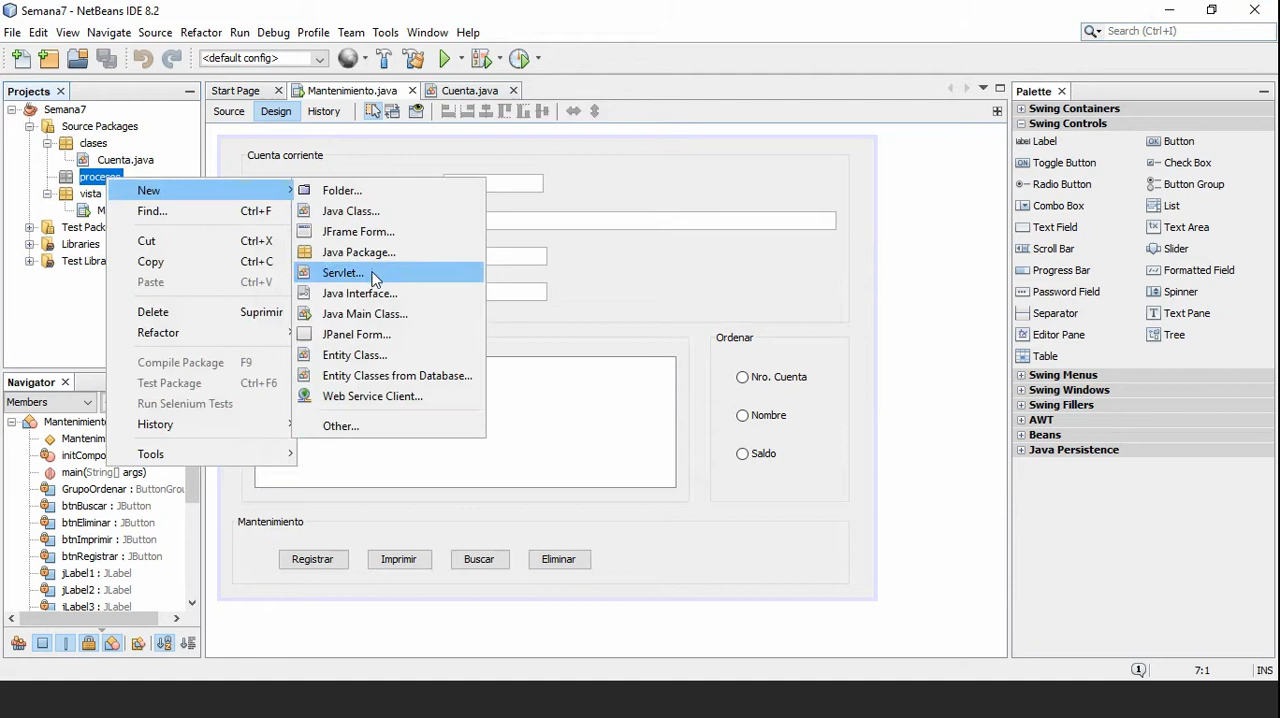 Semana7 - NetBeans IDE 8.2
File Edit View Navigate Source Refactor Run Debug Profile Team Tools Window Help
Search (Ctrl+I)
<default config>
Projects
Start Page Mantenimiento.java Cuenta.java
Palette
Source Design History
Semana7
Source Packages
clases
Cuenta.java
procesos
vista
M
Test Pack
Libraries
Test Libra
New
Find... Ctrl+F
Cut Ctrl+X
Copy Ctrl+C
Paste Ctrl+V
Delete Suprimir
Refactor
Compile Package F9
Test Package Ctrl+F6
Run Selenium Tests
History
Tools
Folder...
Java Class...
JFrame Form...
Java Package...
Servlet...
Java Interface...
Java Main Class...
JPanel Form...
Entity Class...
Entity Classes from Database...
Web Service Client...
Other...
Navigator
Members
Mantenimiento
Mantenim
initCompo
main(String[] args)
GrupoOrdenar : ButtonGrou
btnBuscar : JButton
btnEliminar : JButton
btnImprimir : JButton
btnRegistrar : JButton
jLabel1 : JLabel
jLabel2 : JLabel
jLabel3 : JLabel
Cuenta corriente
Ordenar
Nro. Cuenta
Nombre
Saldo
Mantenimiento
Registrar Imprimir Buscar Eliminar
Swing Containers
Swing Controls
Label Button
Toggle Button Check Box
Radio Button Button Group
Combo Box List
Text Field Text Area
Scroll Bar Slider
Progress Bar Formatted Field
Password Field Spinner
Separator Text Pane
Editor Pane Tree
Table
Swing Menus
Swing Windows
Swing Fillers
AWT
Beans
Java Persistence
1
7:1
INS